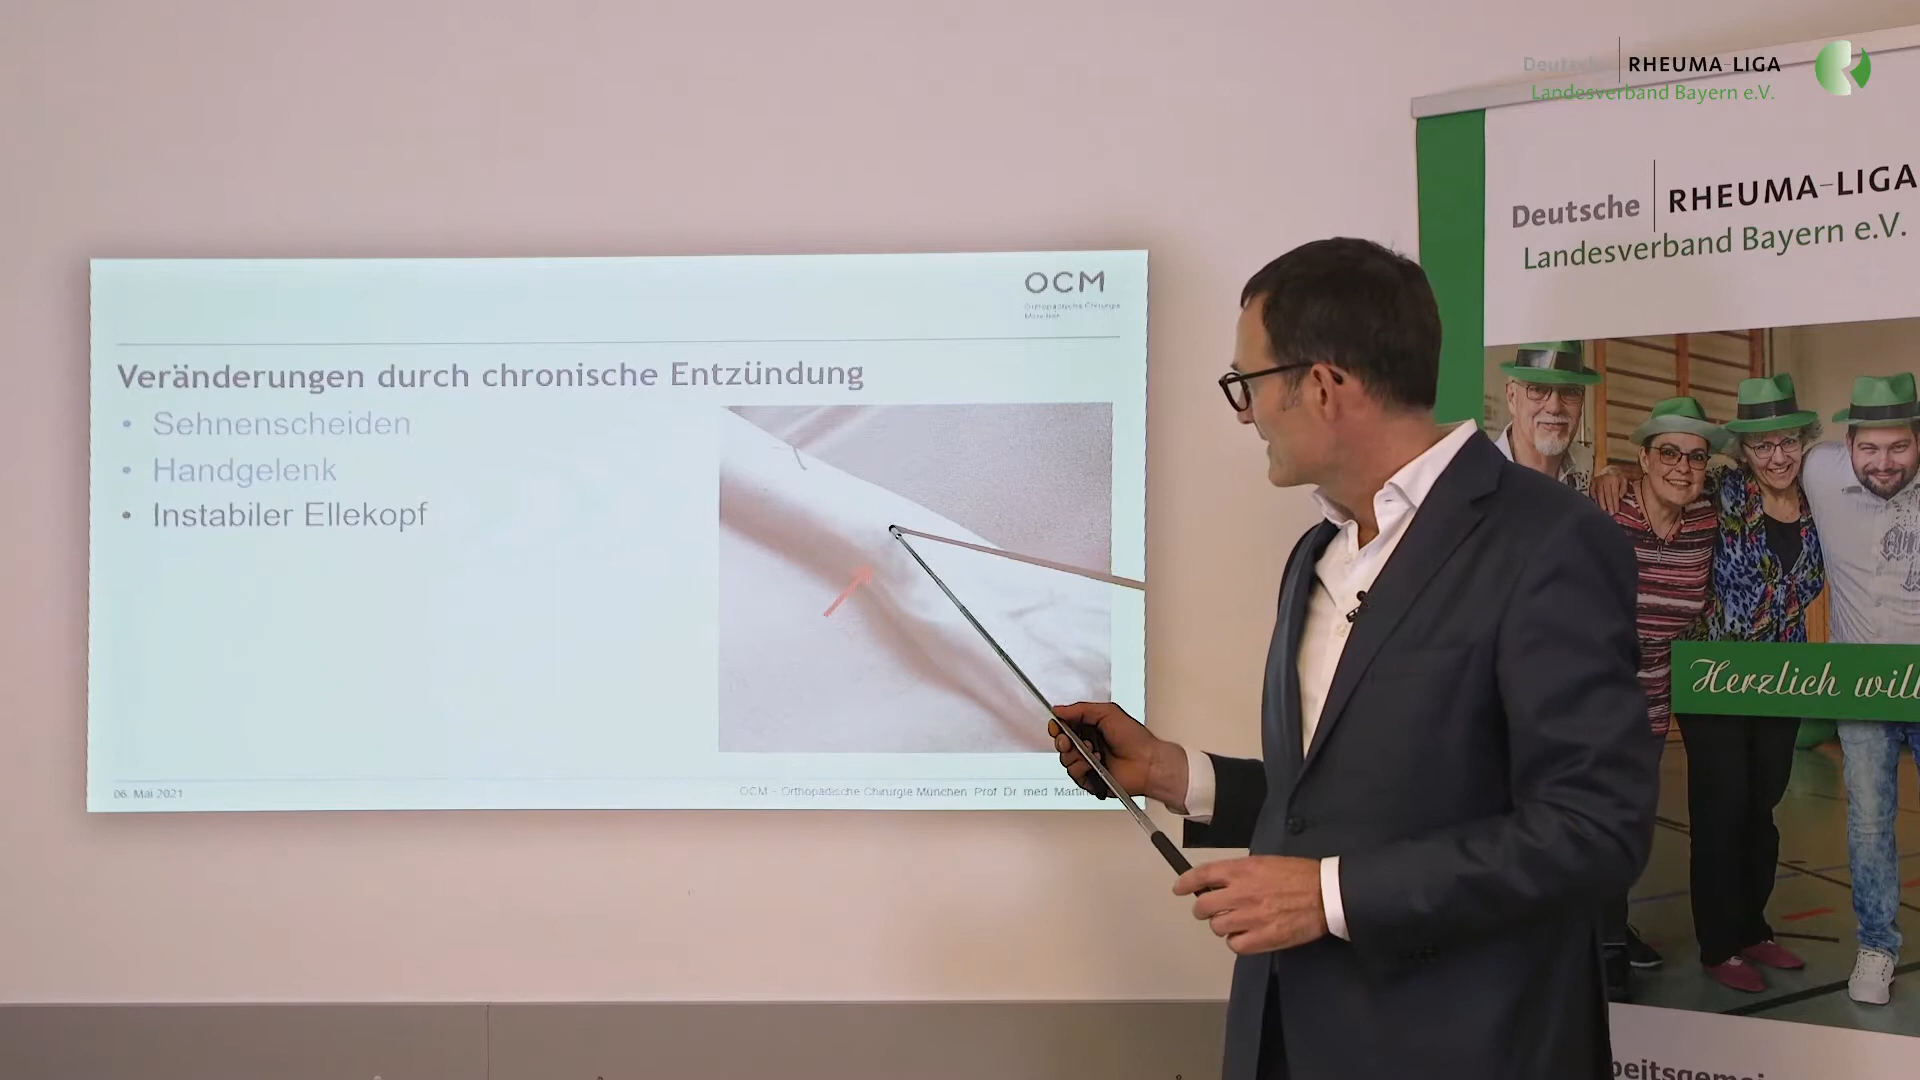 Deutsche RHEUMA-LIGA
Landesverband Bayern e.V.
Deutsche RHEUMA-LIGA
Landesverband Bayern e.V.
OCM
Orthopädische Chirurgie
München
Veränderungen durch chronische Entzündung
• Sehnenscheiden
• Handgelenk
• Instabiler Ellekopf
Herzlich will
06. Mai 2021
OCM - Orthopädische Chirurgie München Prof. Dr. med. Martin
beitsgemei